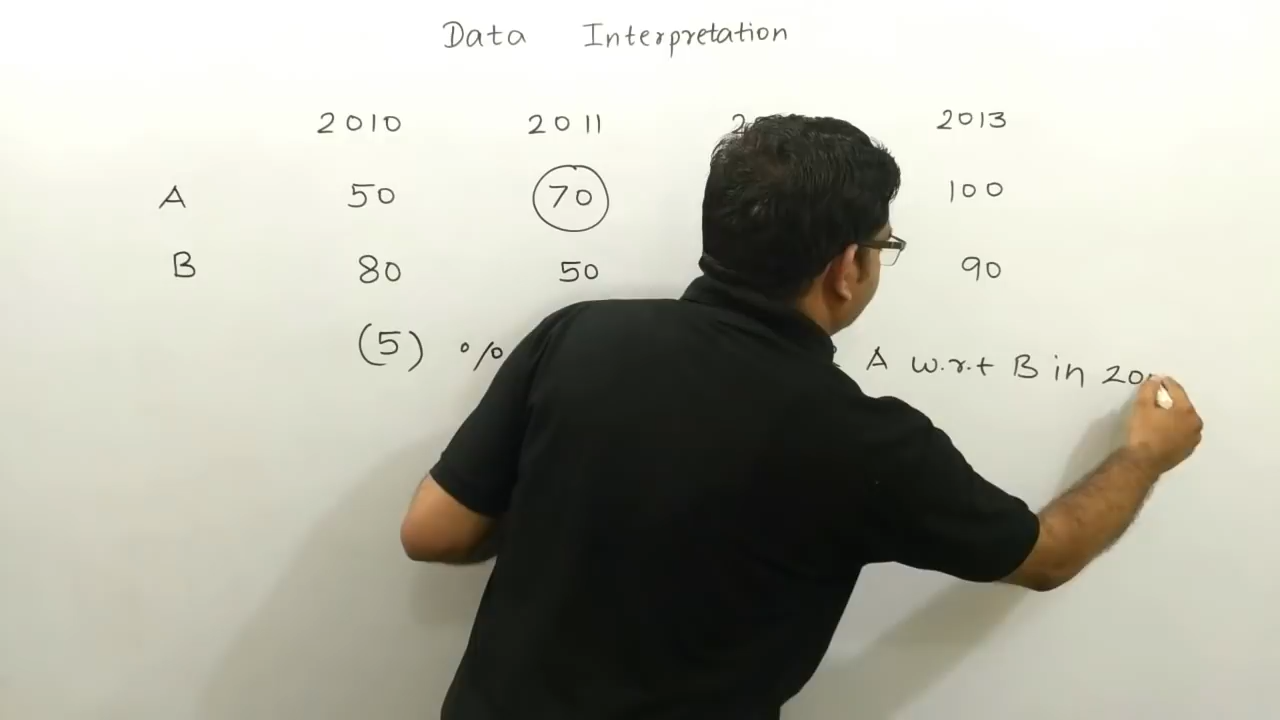 Data Interpretation
2010 2011 2013
A 50 70 100
B 80 50 90
(5) % A w.r.t B in